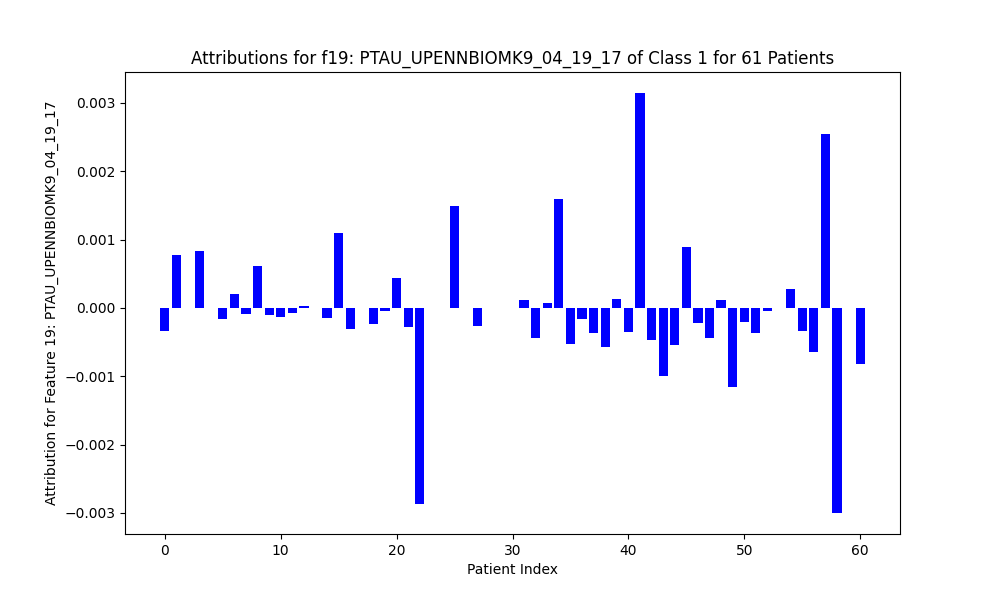 Attributions for f19: PTAU_UPENNBIOMK9_04_19_17 of Class 1 for 61 Patients
Attribution for Feature 19: PTAU_UPENNBIOMK9_04_19_17
0.003
0.002
0.001
0.000
−0.001
−0.002
−0.003
0 10 20 30 40 50 60
Patient Index